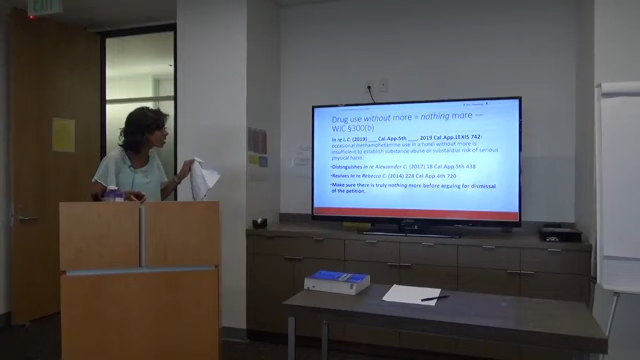 EXIT
Drug use without more = nothing more —
WIC §300(b)
In re L.C. (2019) ___ Cal.App.5th ___, 2019 Cal.App.LEXIS 742:
occasional methamphetamine use in a hotel without more is
insufficient to establish substance abuse or substantial risk of serious
physical harm.
•Distinguishes In re Alexander C. (2017) 18 Cal.App.5th 438
•Revives In re Rebecca C. (2014) 228 Cal.App.4th 720
•Make sure there is truly nothing more before arguing for dismissal
of the petition.